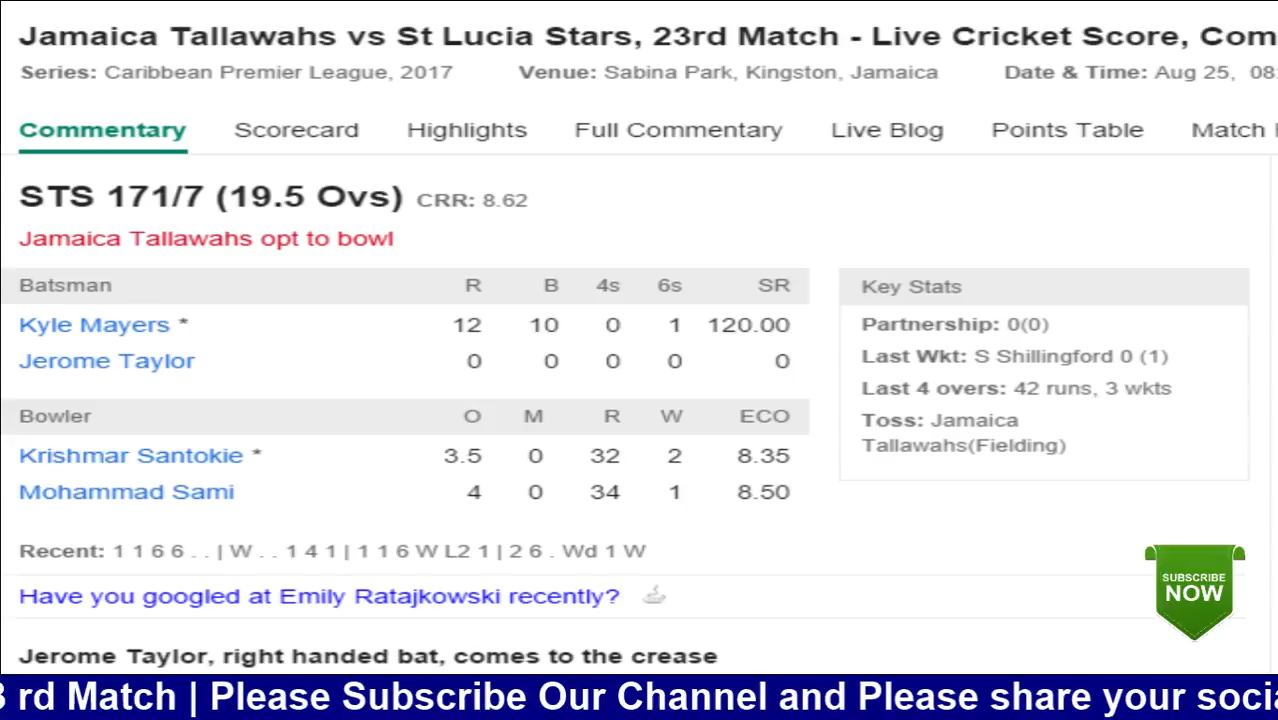 Jamaica Tallawahs vs St Lucia Stars, 23rd Match - Live Cricket Score, Com
Series: Caribbean Premier League, 2017 Venue: Sabina Park, Kingston, Jamaica Date & Time: Aug 25, 08:
Commentary Scorecard Highlights Full Commentary Live Blog Points Table Match
STS 171/7 (19.5 Ovs) CRR: 8.62
Jamaica Tallawahs opt to bowl
Batsman R B 4s 6s SR
Kyle Mayers * 12 10 0 1 120.00
Jerome Taylor 0 0 0 0 0
Bowler O M R W ECO
Krishmar Santokie * 3.5 0 32 2 8.35
Mohammad Sami 4 0 34 1 8.50
Key Stats
Partnership: 0(0)
Last Wkt: S Shillingford 0 (1)
Last 4 overs: 42 runs, 3 wkts
Toss: Jamaica
Tallawahs(Fielding)
Recent: 1 1 6 6 . . | W . . 1 4 1 | 1 1 6 W L2 1 | 2 6 . Wd 1 W
Have you googled at Emily Ratajkowski recently?
SUBSCRIBE
NOW
Jerome Taylor, right handed bat, comes to the crease
3 rd Match | Please Subscribe Our Channel and Please share your socia